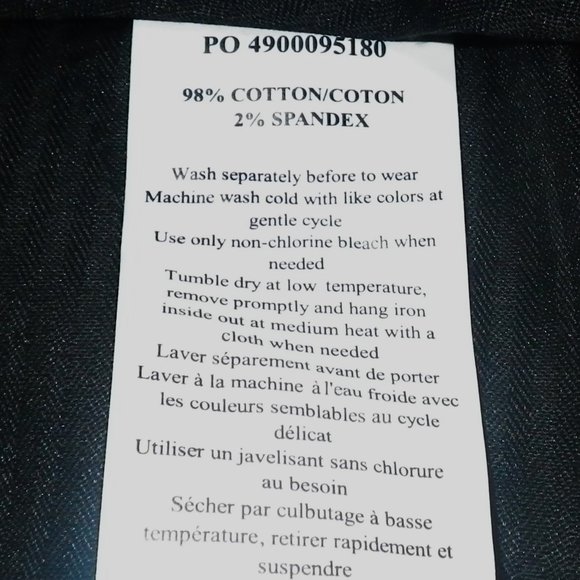 PO 4900095180
98% COTTON/COTON
2% SPANDEX
Wash separately before to wear
Machine wash cold with like colors at
gentle cycle
Use only non-chlorine bleach when
needed
Tumble dry at low temperature,
remove promptly and hang iron
inside out at medium heat with a
cloth when needed
Laver séparement avant de porter
Laver à la machine à l'eau froide avec
les couleurs semblables au cycle
délicat
Utiliser un javelisant sans chlorure
au besoin
Sécher par culbutage à basse
température, retirer rapidement et
suspendre